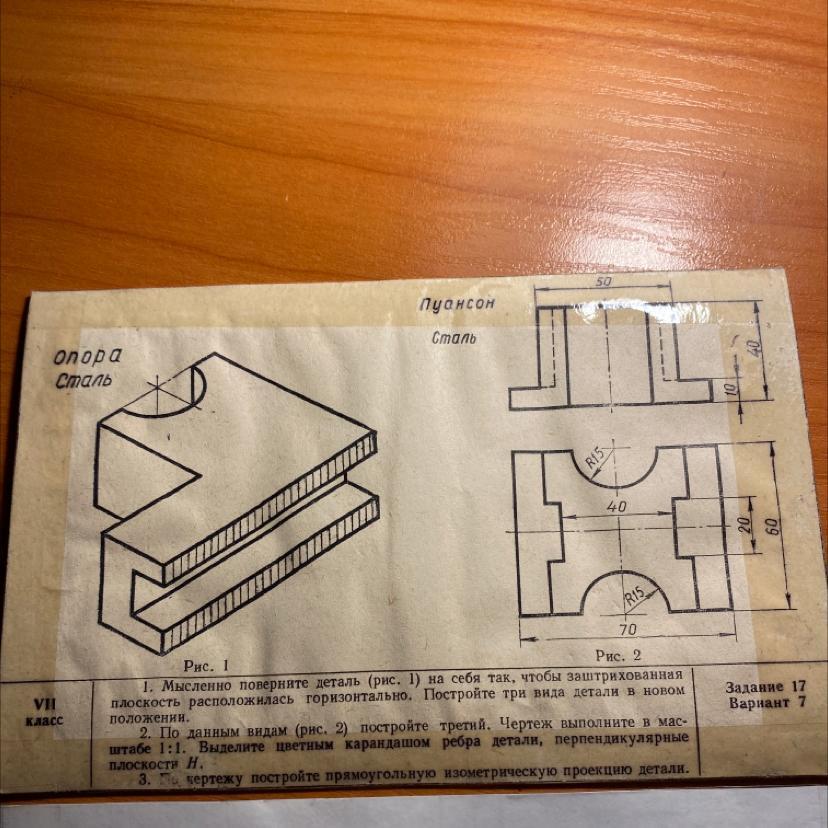 опора
Сталь
Пуансон
Сталь
50
40
10
R15
40
20
60
R15
70
Рис. 1
Рис. 2
VII
класс
1. Мысленно поверните деталь (рис. 1) на себя так, чтобы заштрихованная
плоскость расположилась горизонтально. Постройте три вида детали в новом
положении.
2. По данным видам (рис. 2) постройте третий. Чертеж выполните в мас-
штабе 1:1. Выделите цветным карандашом ребра детали, перпендикулярные
плоскости H.
3. По чертежу постройте прямоугольную изометрическую проекцию детали.
Задание 17
Вариант 7